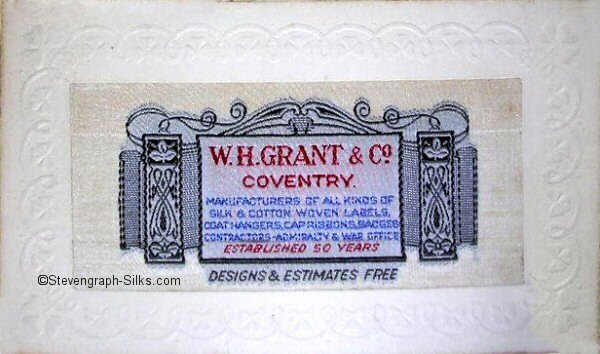 W.H.GRANT & Cº
COVENTRY.
MANUFACTURERS OF ALL KINDS OF
SILK & COTTON WOVEN LABELS,
COAT HANGERS, CAP RIBBONS, BADGES
CONTRACTORS-ADMIRALTY & WAR OFFICE
ESTABLISHED 50 YEARS
DESIGNS & ESTIMATES FREE
©Stevengraph-Silks.com